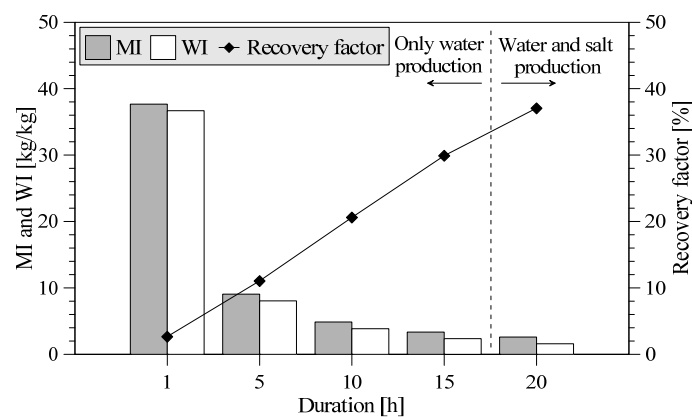 50
40
30
20
10
0
MI and WI [kg/kg]
MI WI Recovery factor
Only water
production
Water and salt
production
50
40
30
20
10
0
Recovery factor [%]
1 5 10 15 20
Duration [h]